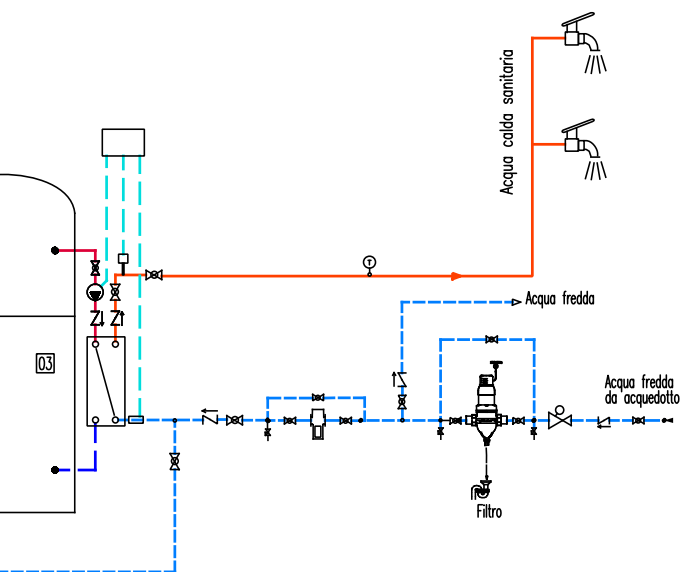 Acqua calda sanitaria
T
Acqua fredda
03
Acqua fredda
da acquedotto
Filtro